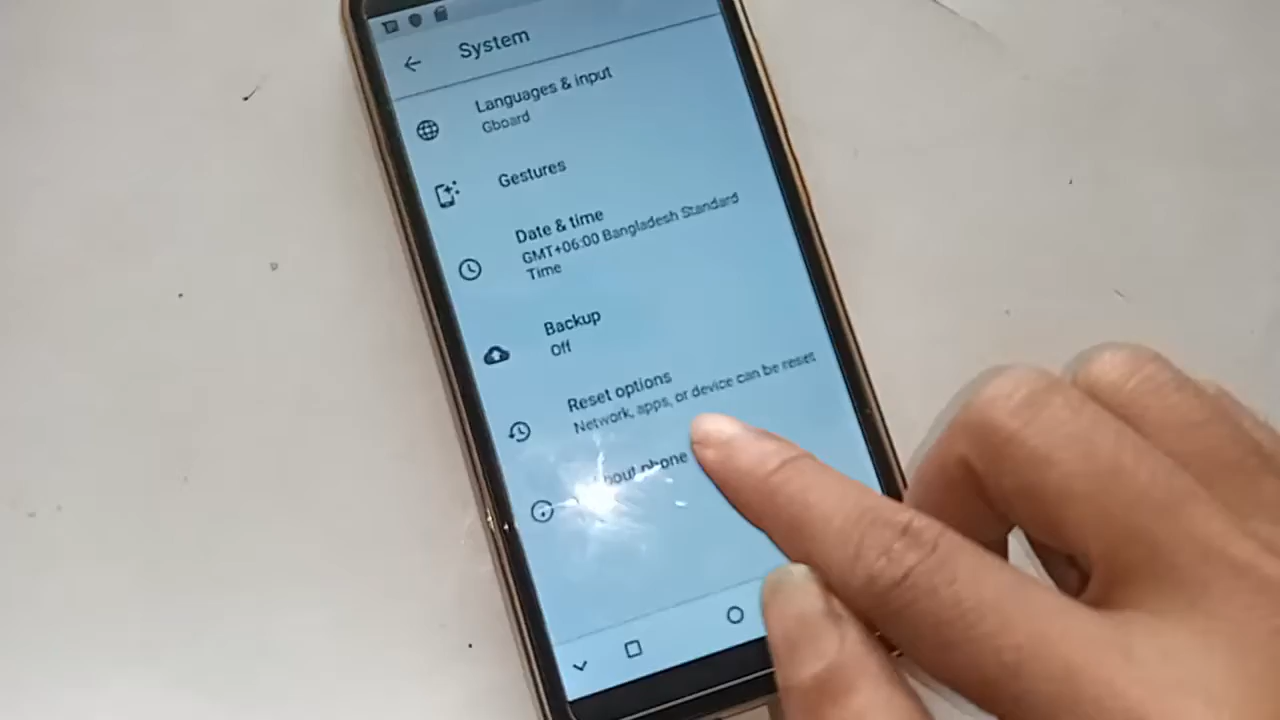 System
Languages & input
Gboard
Gestures
Date & time
GMT+06:00 Bangladesh Standard
Time
Backup
Off
Reset options
Network, apps, or device can be reset
phone